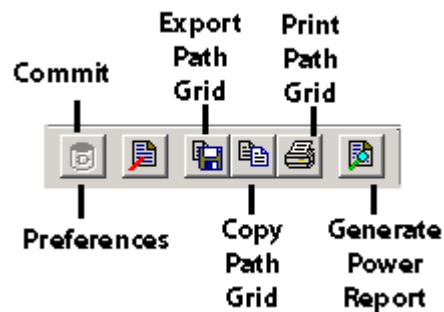 Export
Path
Grid
Print
Path
Grid
Commit
Preferences
Copy
Path
Grid
Generate
Power
Report